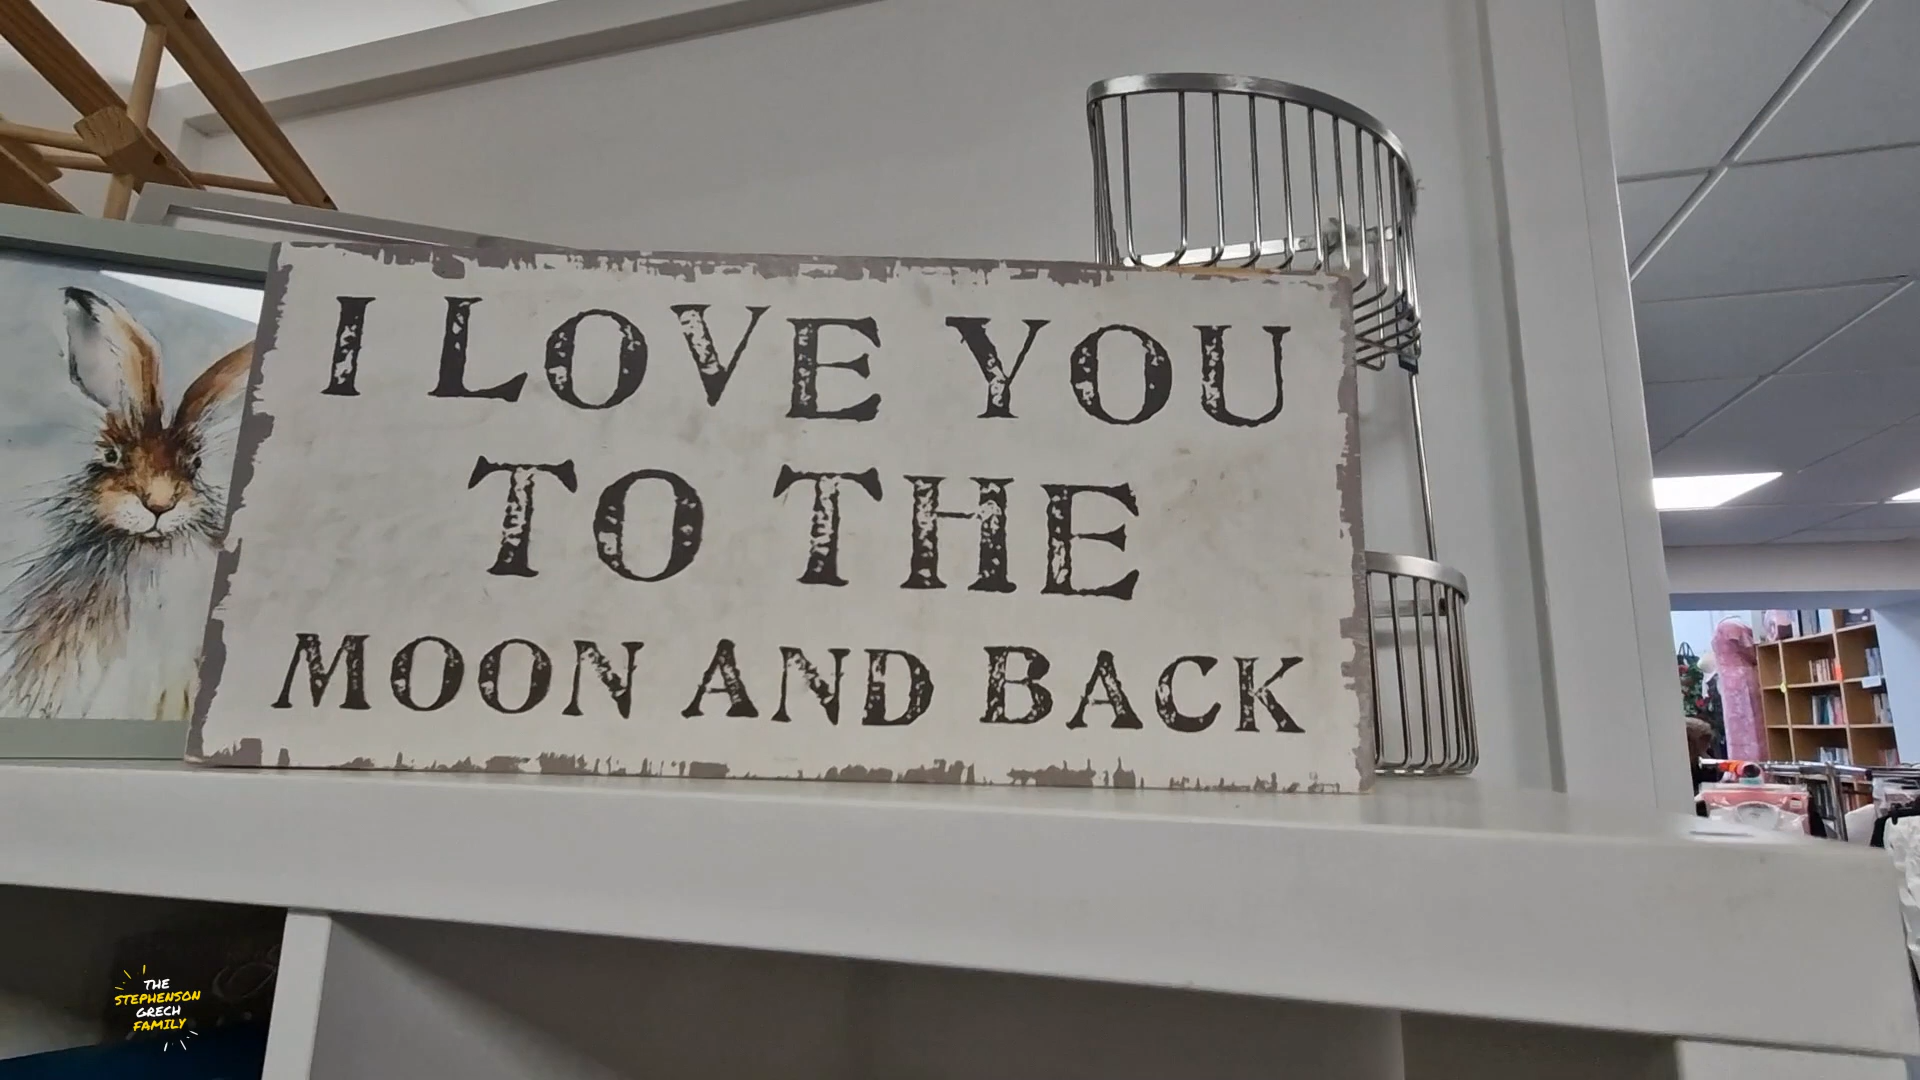 I LOVE YOU
TO THE
MOON AND BACK
THE
STEPHENSON
GRECH
FAMILY